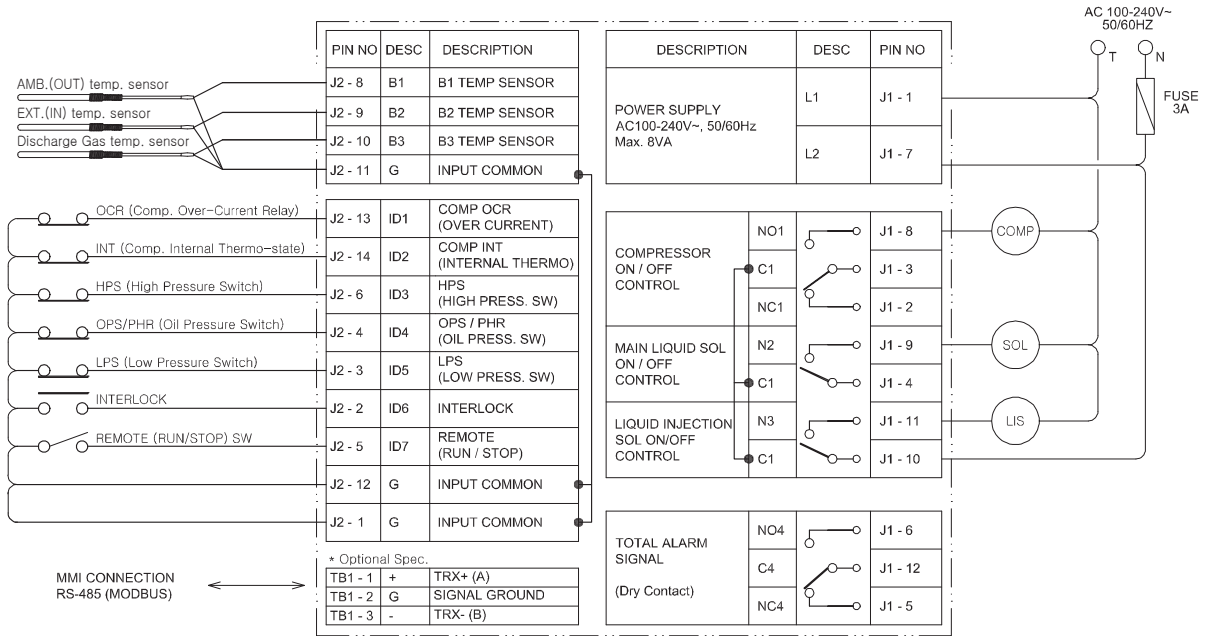 AC 100-240V~
50/60HZ
T
N
FUSE
3A
AMB.(OUT) temp. sensor
EXT.(IN) temp. sensor
Discharge Gas temp. sensor
PIN NO DESC DESCRIPTION
J2 - 8 B1 B1 TEMP SENSOR
J2 - 9 B2 B2 TEMP SENSOR
J2 - 10 B3 B3 TEMP SENSOR
J2 - 11 G INPUT COMMON
OCR (Comp. Over-Current Relay)
INT (Comp. Internal Thermo-state)
HPS (High Pressure Switch)
OPS/PHR (Oil Pressure Switch)
LPS (Low Pressure Switch)
INTERLOCK
REMOTE (RUN/STOP) SW
J2 - 13 ID1 COMP OCR
(OVER CURRENT)
J2 - 14 ID2 COMP INT
(INTERNAL THERMO)
J2 - 6 ID3 HPS
(HIGH PRESS. SW)
J2 - 4 ID4 OPS / PHR
(OIL PRESS. SW)
J2 - 3 ID5 LPS
(LOW PRESS. SW)
J2 - 2 ID6 INTERLOCK
J2 - 5 ID7 REMOTE
(RUN / STOP)
J2 - 12 G INPUT COMMON
J2 - 1 G INPUT COMMON
* Optional Spec.
TB1 - 1 + TRX+ (A)
TB1 - 2 G SIGNAL GROUND
TB1 - 3 - TRX- (B)
MMI CONNECTION
RS-485 (MODBUS)
DESCRIPTION DESC PIN NO
POWER SUPPLY
AC100-240V~, 50/60Hz
Max. 8VA
L1 J1 - 1
L2 J1 - 7
COMPRESSOR
ON / OFF
CONTROL
NO1 J1 - 8
C1 J1 - 3
NC1 J1 - 2
MAIN LIQUID SOL
ON / OFF
CONTROL
N2 J1 - 9
C1 J1 - 4
LIQUID INJECTION
SOL ON/OFF
CONTROL
N3 J1 - 11
C1 J1 - 10
COMP
SOL
LIS
TOTAL ALARM
SIGNAL
(Dry Contact)
NO4 J1 - 6
C4 J1 - 12
NC4 J1 - 5